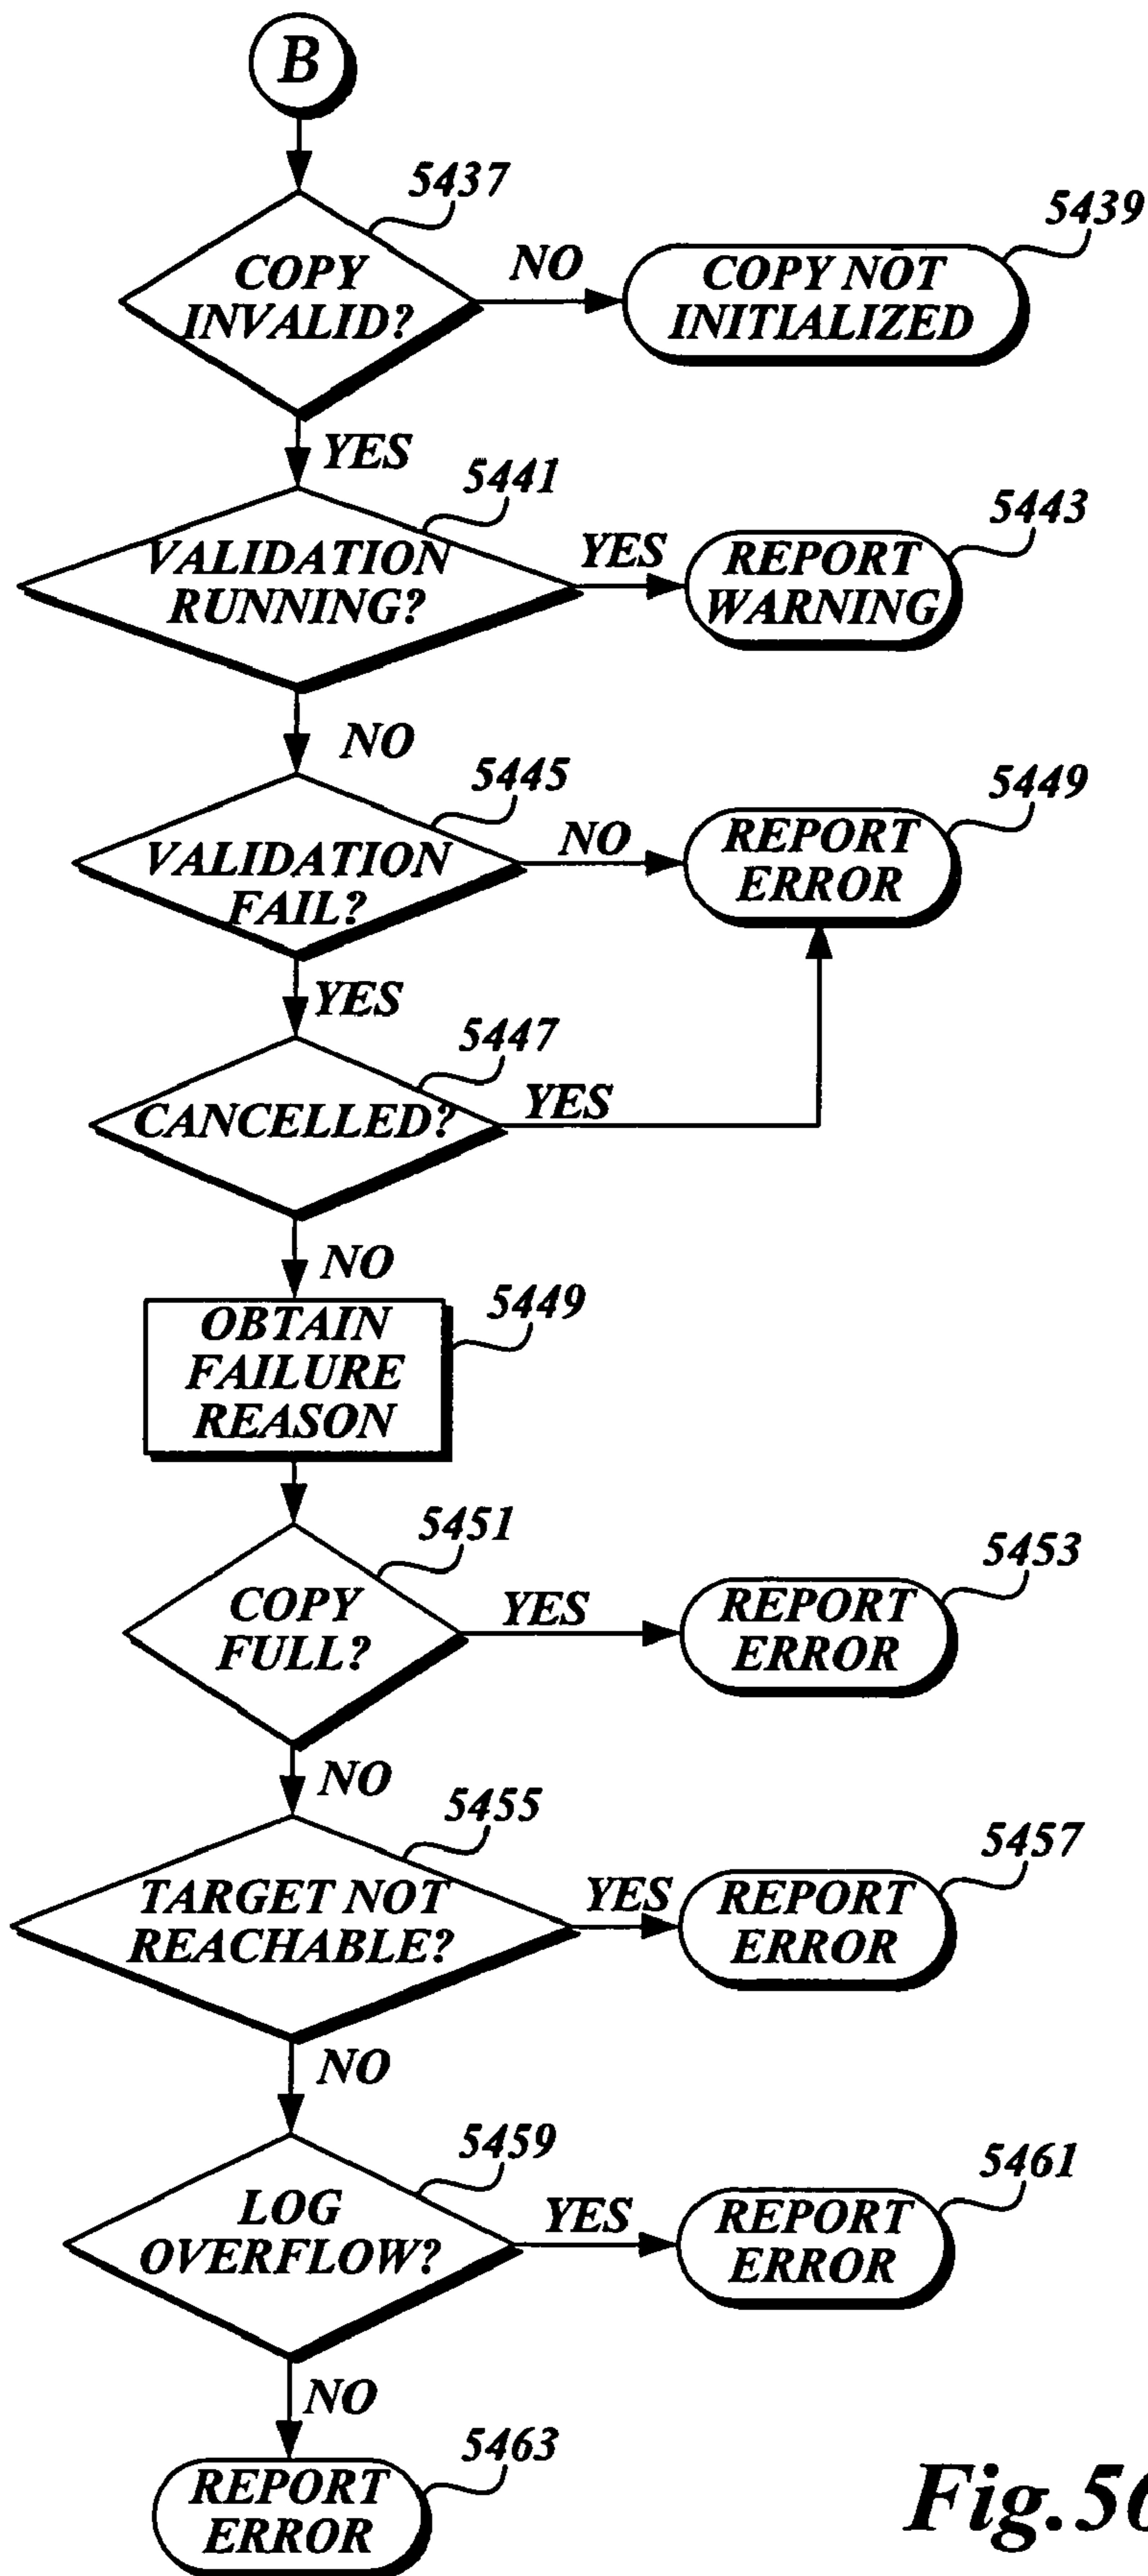 B
5437
COPY
INVALID?
NO
5439
COPY NOT
INITIALIZED
YES
5441
VALIDATION
RUNNING?
YES
5443
REPORT
WARNING
NO
5445
VALIDATION
FAIL?
NO
5449
REPORT
ERROR
YES
5447
CANCELLED?
YES
NO
5449
OBTAIN
FAILURE
REASON
5451
COPY
FULL?
YES
5453
REPORT
ERROR
NO
5455
TARGET NOT
REACHABLE?
YES
5457
REPORT
ERROR
NO
5459
LOG
OVERFLOW?
YES
5461
REPORT
ERROR
NO
5463
REPORT
ERROR
Fig.56